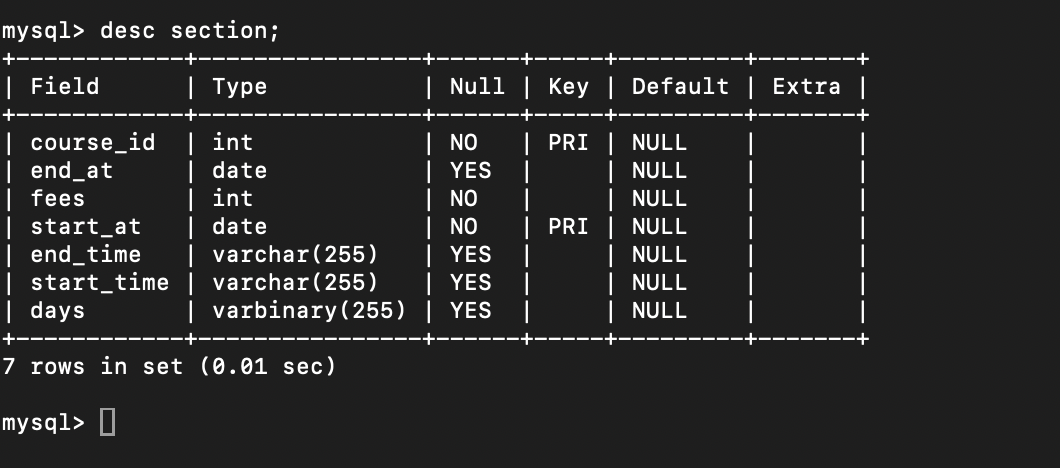 mysql> desc section;
+------------+----------------+------+-----+---------+-------+
| Field      | Type           | Null | Key | Default | Extra |
+------------+----------------+------+-----+---------+-------+
| course_id  | int            | NO   | PRI | NULL    |       |
| end_at     | date           | YES  |     | NULL    |       |
| fees       | int            | NO   |     | NULL    |       |
| start_at   | date           | NO   | PRI | NULL    |       |
| end_time   | varchar(255)   | YES  |     | NULL    |       |
| start_time | varchar(255)   | YES  |     | NULL    |       |
| days       | varbinary(255) | YES  |     | NULL    |       |
+------------+----------------+------+-----+---------+-------+
7 rows in set (0.01 sec)
mysql>